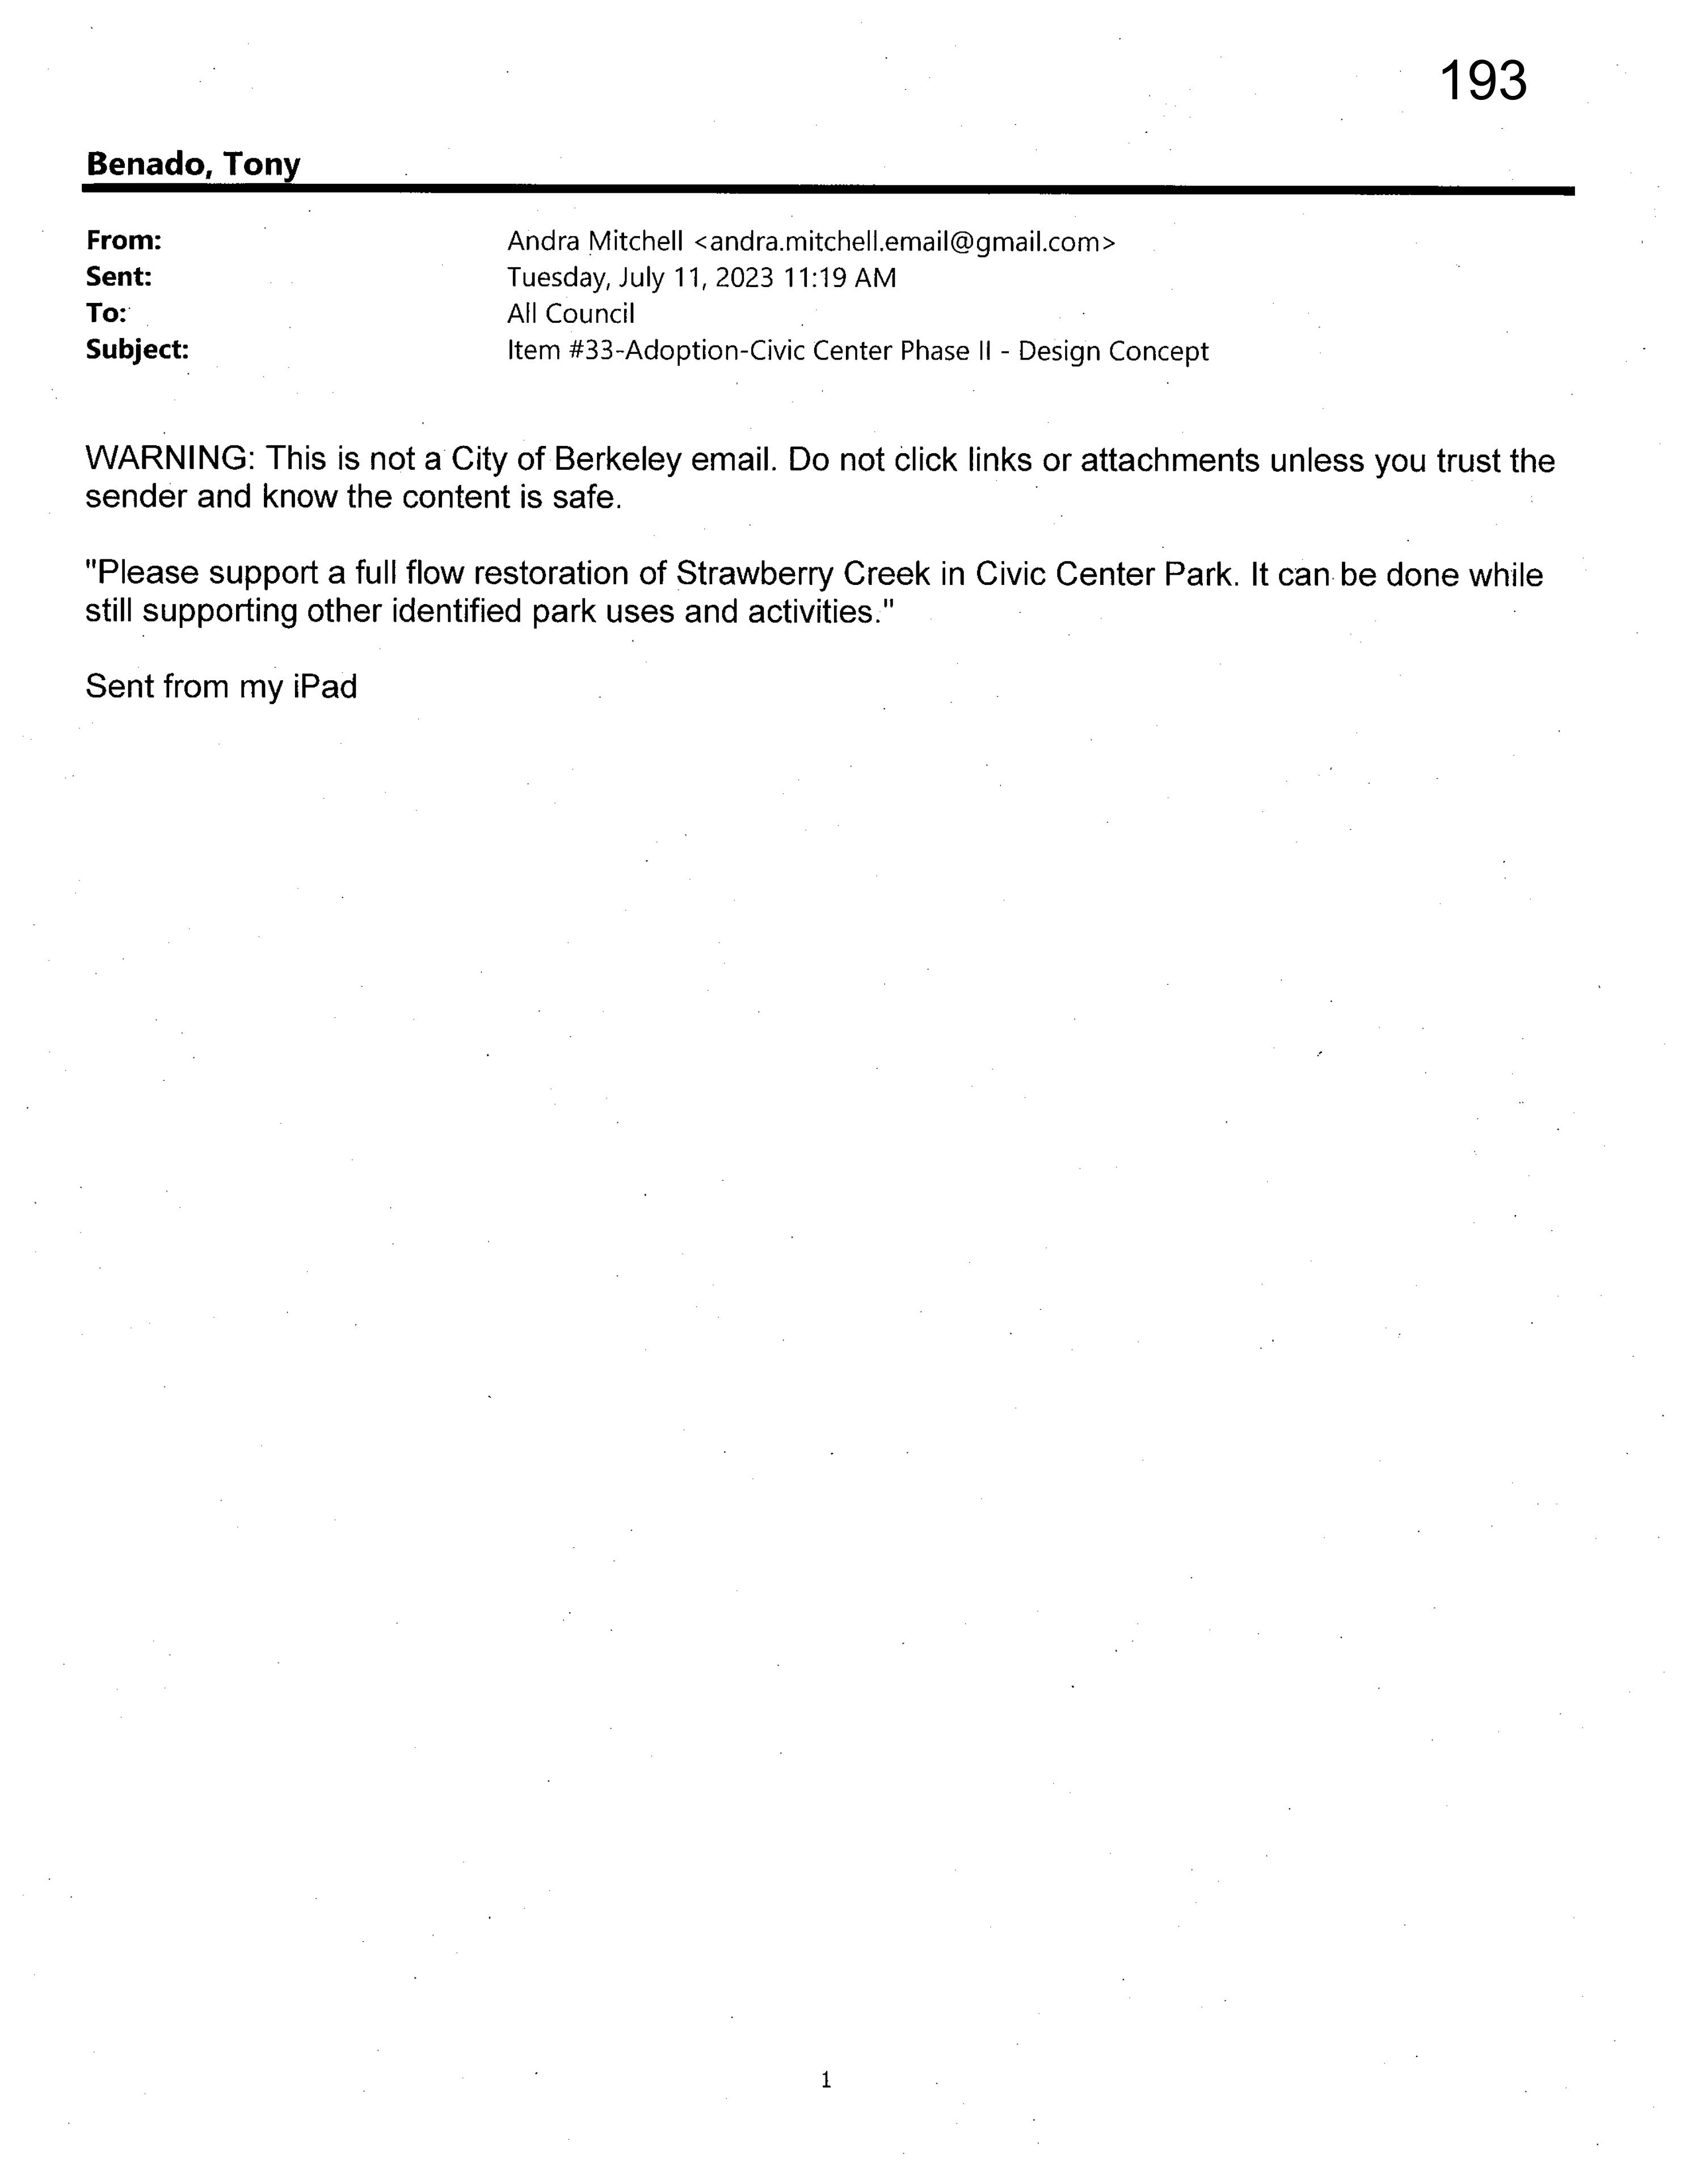 193
Benado, Tony
From: Andra Mitchell <andra.mitchell.email@gmail.com>
Sent: Tuesday, July 11, 2023 11:19 AM
To: All Council
Subject: Item #33-Adoption-Civic Center Phase II - Design Concept
WARNING: This is not a City of Berkeley email. Do not click links or attachments unless you trust the
sender and know the content is safe.
"Please support a full flow restoration of Strawberry Creek in Civic Center Park. It can be done while
still supporting other identified park uses and activities."
Sent from my iPad
1